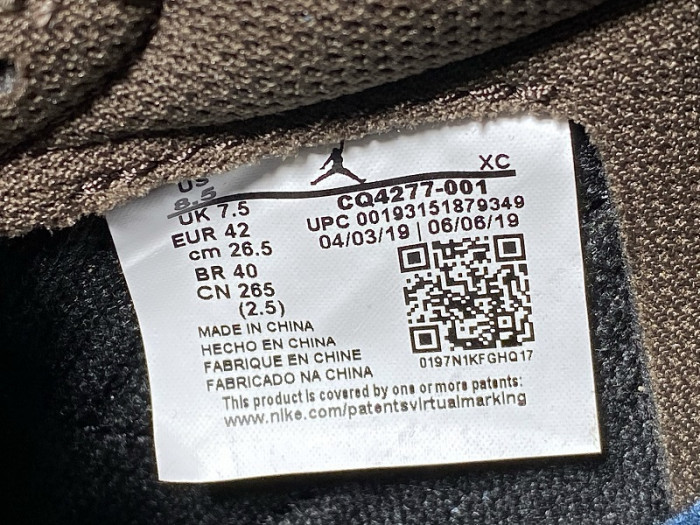 US
8.5
UK 7.5
EUR 42
cm 26.5
BR 40
CN 265
(2.5)
XC
CQ4277-001
UPC 00193151879349
04/03/19 | 06/06/19
0197N1KFGHQ17
MADE IN CHINA
HECHO EN CHINA
FABRIQUE EN CHINE
FABRICADO NA CHINA
This product is covered by one or more patents:
www.nike.com/patentsvirtualmarking